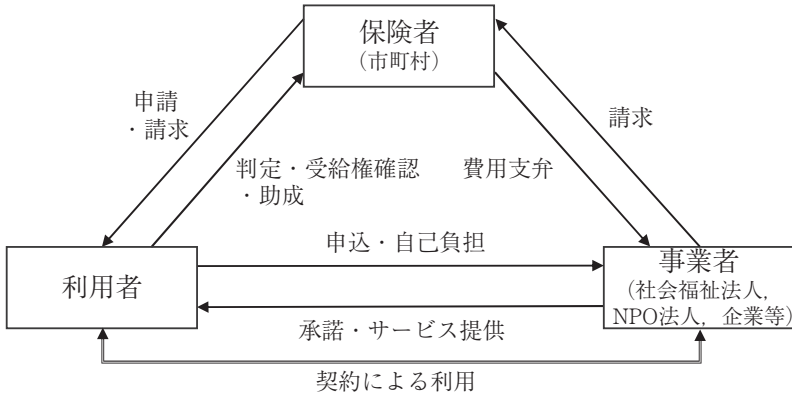 保険者
（市町村）
申請
・請求
請求
判定・受給権確認
・助成
費用支弁
申込・自己負担
利用者
事業者
（社会福祉法人，
NPO法人，企業等）
承諾・サービス提供
契約による利用